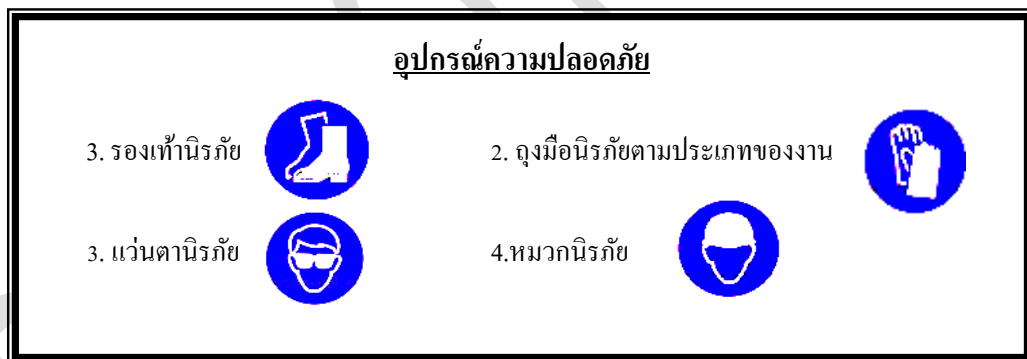 อุปกรณ์ความปลอดภัย
3. รองเท้านิรภัย 2. ถุงมือนิรภัยตามประเภทของงาน
3. แว่นตานิรภัย 4.หมวกนิรภัย